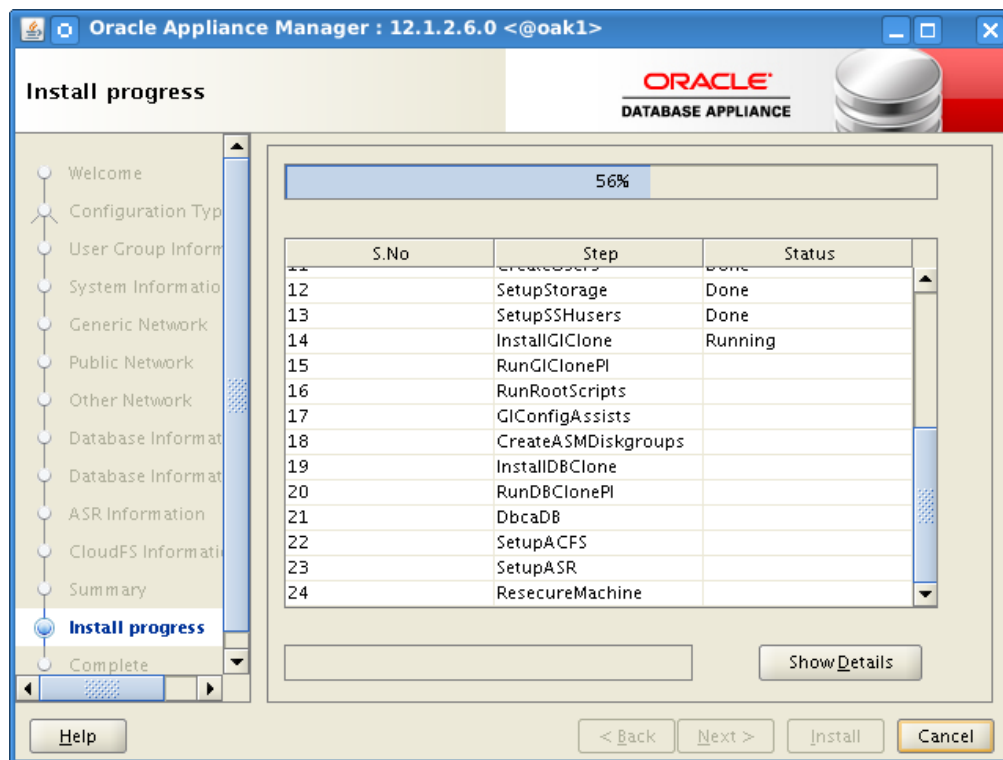 Oracle Appliance Manager : 12.1.2.6.0 <@oak1>
Install progress
ORACLE
DATABASE APPLIANCE
Welcome
Configuration Typ
User Group Inform
System Informatio
Generic Network
Public Network
Other Network
Database Informat
Database Informat
ASR Information
CloudFS Informati
Summary
Install progress
Complete
56%
S.No Step Status
11 CreateUsers Done
12 SetupStorage Done
13 SetupSSHusers Done
14 InstallGIClone Running
15 RunGIClonePl
16 RunRootScripts
17 GIConfigAssists
18 CreateASMDiskgroups
19 InstallDBClone
20 RunDBClonePl
21 DbcaDB
22 SetupACFS
23 SetupASR
24 ResecureMachine
Show Details
Help
< Back
Next >
Install
Cancel